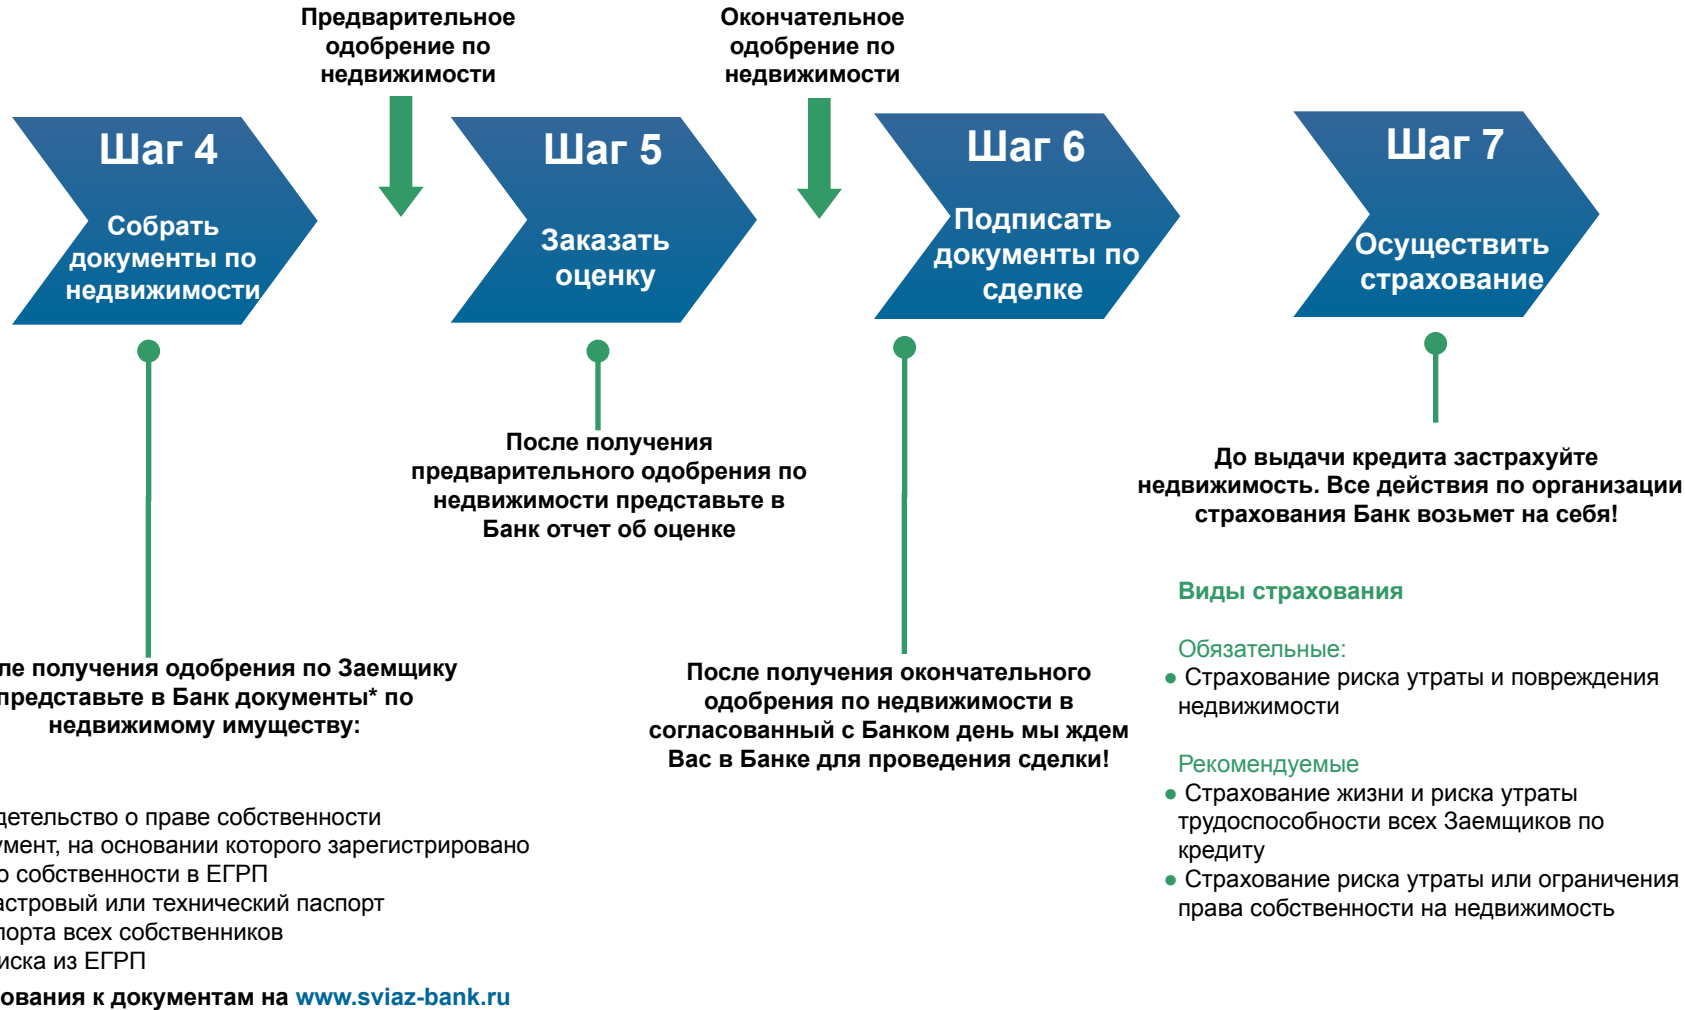 Предварительное
одобрение по
недвижимости
Окончательное
одобрение по
недвижимости
Шаг 4
Собрать
документы по
недвижимости
Шаг 5
Заказать
оценку
Шаг 6
Подписать
документы по
сделке
Шаг 7
Осуществить
страхование
После получения
предварительного одобрения по
недвижимости представьте в
Банк отчет об оценке
До выдачи кредита застрахуйте
недвижимость. Все действия по организации
страхования Банк возьмет на себя!
Виды страхования
Обязательные:
● Страхование риска утраты и повреждения
недвижимости
Рекомендуемые
● Страхование жизни и риска утраты
трудоспособности всех Заемщиков по
кредиту
● Страхование риска утраты или ограничения
права собственности на недвижимость
ле получения одобрения по Заемщику
представьте в Банк документы* по
недвижимому имуществу:
После получения окончательного
одобрения по недвижимости в
согласованный с Банком день мы ждем
Вас в Банке для проведения сделки!
детельство о праве собственности
умент, на основании которого зарегистрировано
о собственности в ЕГРП
астровый или технический паспорт
порта всех собственников
иска из ЕГРП
ования к документам на www.sviaz-bank.ru